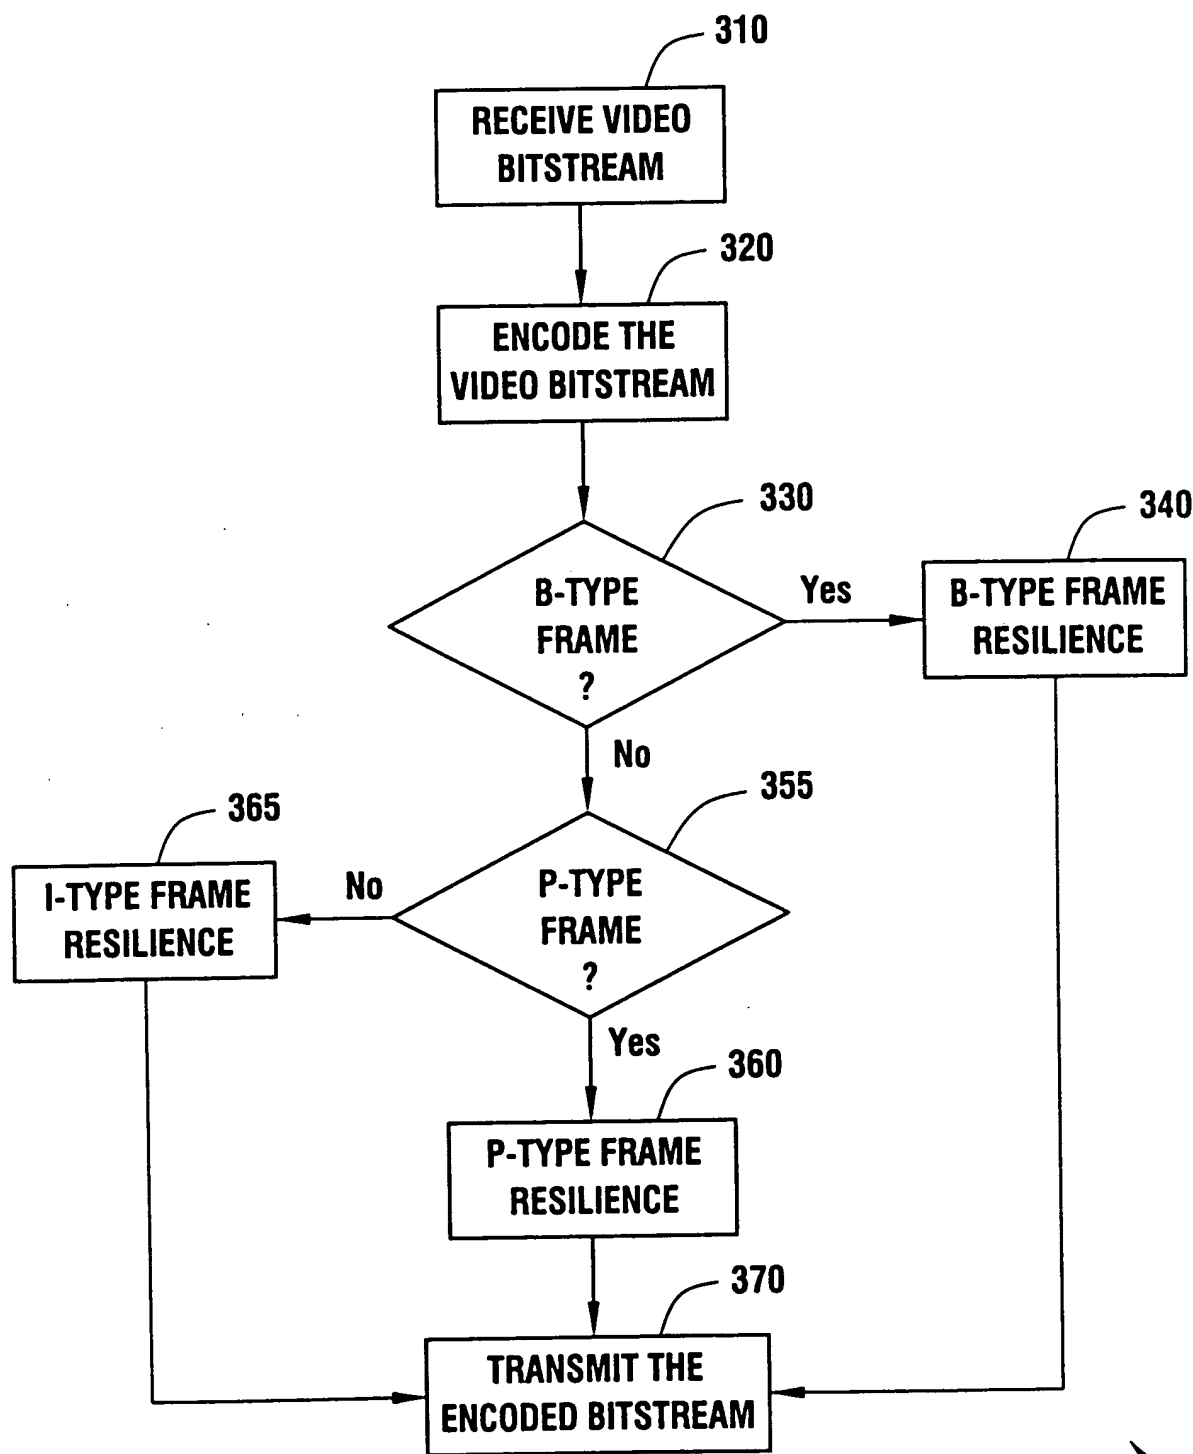 310
RECEIVE VIDEO
BITSTREAM
320
ENCODE THE
VIDEO BITSTREAM
330
340
B-TYPE
FRAME
?
Yes
B-TYPE FRAME
RESILIENCE
No
355
365
P-TYPE
FRAME
?
No
I-TYPE FRAME
RESILIENCE
Yes
360
P-TYPE FRAME
RESILIENCE
370
TRANSMIT THE
ENCODED BITSTREAM